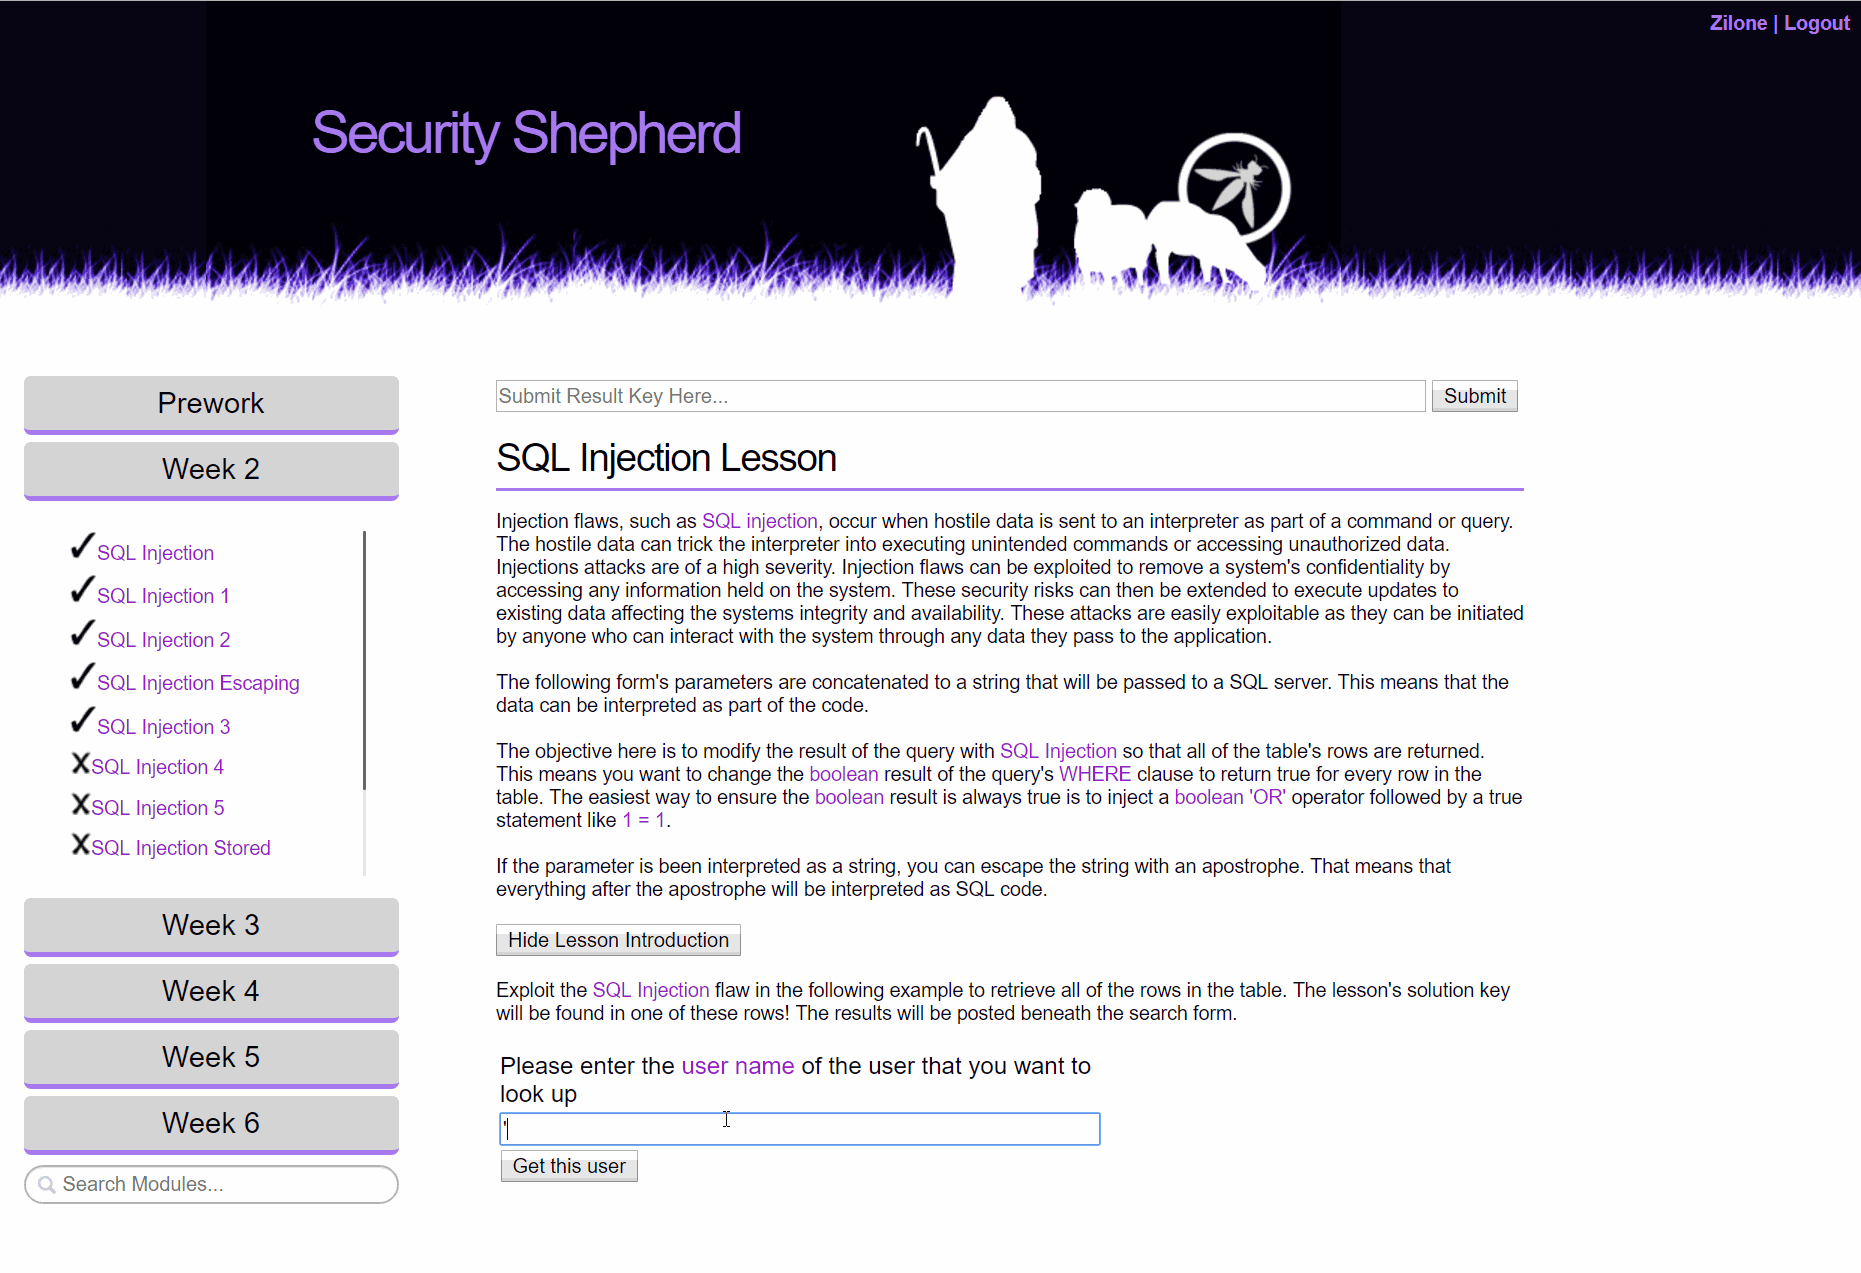 Zilone | Logout
Security Shepherd
Prework
Week 2
SQL Injection
SQL Injection 1
SQL Injection 2
SQL Injection Escaping
SQL Injection 3
X SQL Injection 4
X SQL Injection 5
X SQL Injection Stored
Week 3
Week 4
Week 5
Week 6
Search Modules...
Submit Result Key Here...
Submit
SQL Injection Lesson
Injection flaws, such as SQL injection, occur when hostile data is sent to an interpreter as part of a command or query.
The hostile data can trick the interpreter into executing unintended commands or accessing unauthorized data.
Injections attacks are of a high severity. Injection flaws can be exploited to remove a system's confidentiality by
accessing any information held on the system. These security risks can then be extended to execute updates to
existing data affecting the systems integrity and availability. These attacks are easily exploitable as they can be initiated
by anyone who can interact with the system through any data they pass to the application.
The following form's parameters are concatenated to a string that will be passed to a SQL server. This means that the
data can be interpreted as part of the code.
The objective here is to modify the result of the query with SQL Injection so that all of the table's rows are returned.
This means you want to change the boolean result of the query's WHERE clause to return true for every row in the
table. The easiest way to ensure the boolean result is always true is to inject a boolean 'OR' operator followed by a true
statement like 1 = 1.
If the parameter is been interpreted as a string, you can escape the string with an apostrophe. That means that
everything after the apostrophe will be interpreted as SQL code.
Hide Lesson Introduction
Exploit the SQL Injection flaw in the following example to retrieve all of the rows in the table. The lesson's solution key
will be found in one of these rows! The results will be posted beneath the search form.
Please enter the user name of the user that you want to
look up
'
Get this user